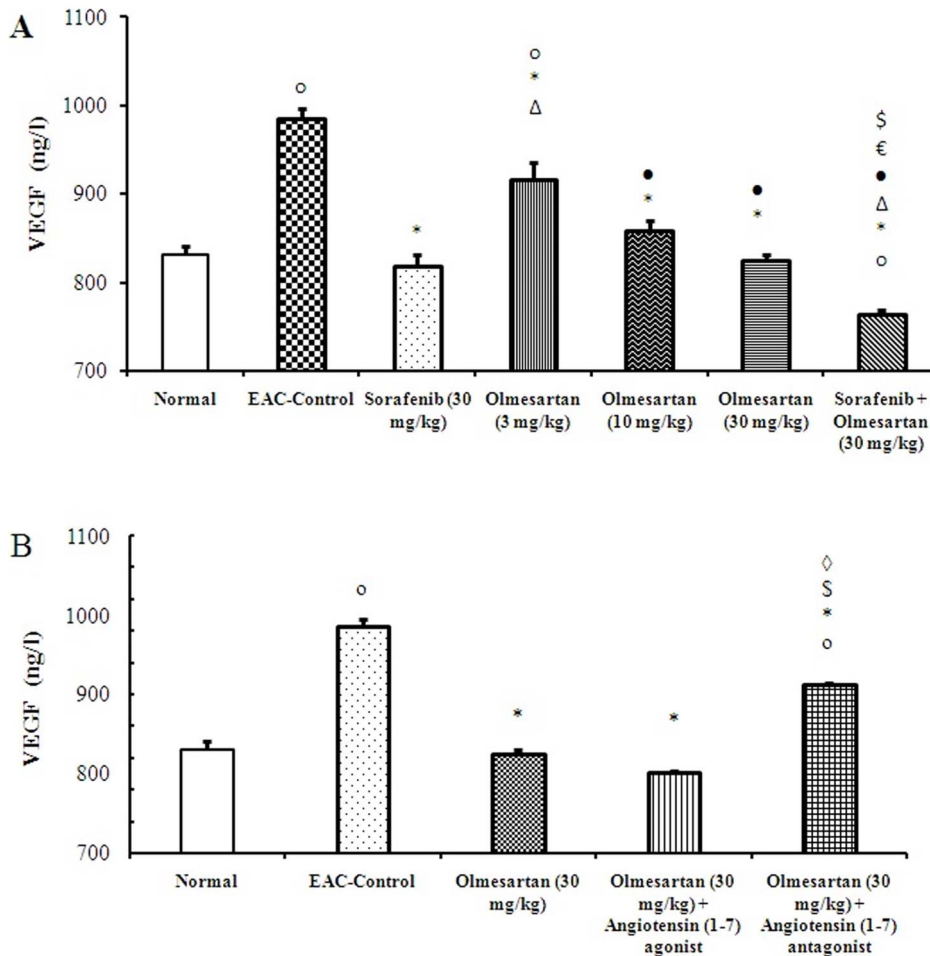 A
1100
1000
900
800
700
VEGF (ng/l)
o
*
o
*
Δ
●
*
●
*
$
€
●
Δ
*
o
Normal
EAC-Control
Sorafenib (30
mg/kg)
Olmesartan
(3 mg/kg)
Olmesartan
(10 mg/kg)
Olmesartan
(30 mg/kg)
Sorafenib +
Olmesartan
(30 mg/kg)
B
1100
1000
900
800
700
VEGF (ng/l)
o
*
*
◊
$
*
o
Normal
EAC-Control
Olmesartan (30
mg/kg)
Olmesartan (30
mg/kg) +
Angiotensin (1-7)
agonist
Olmesartan (30
mg/kg) +
Angiotensin (1-7)
antagonist